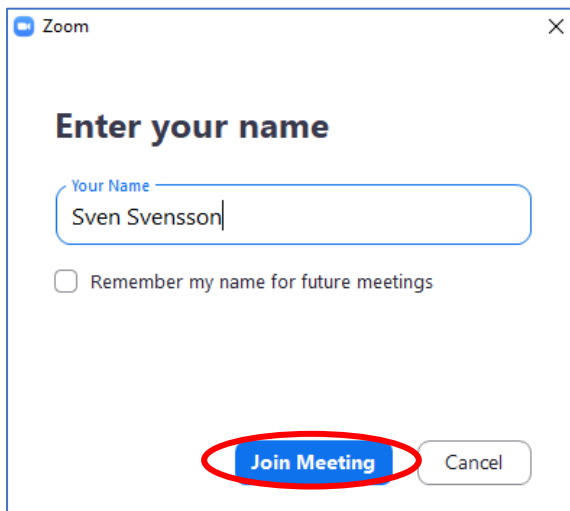 Zoom
Enter your name
Your Name
Sven Svensson
Remember my name for future meetings
Join Meeting Cancel